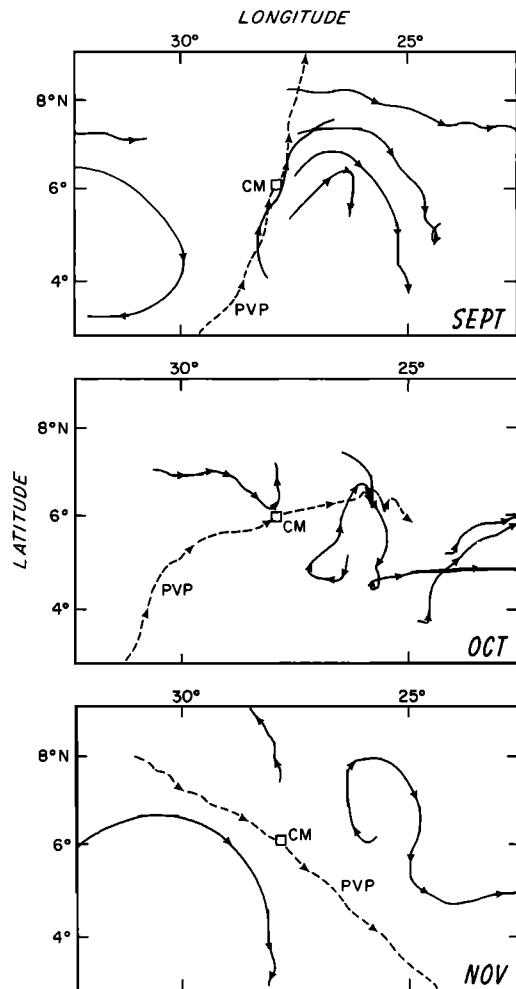 LONGITUDE
30° 25°
8°N
6°
4°
CM
PVP
SEPT
30° 25°
LATITUDE
8°N
6°
4°
CM
PVP
OCT
30° 25°
8°N
6°
4°
CM
PVP
NOV